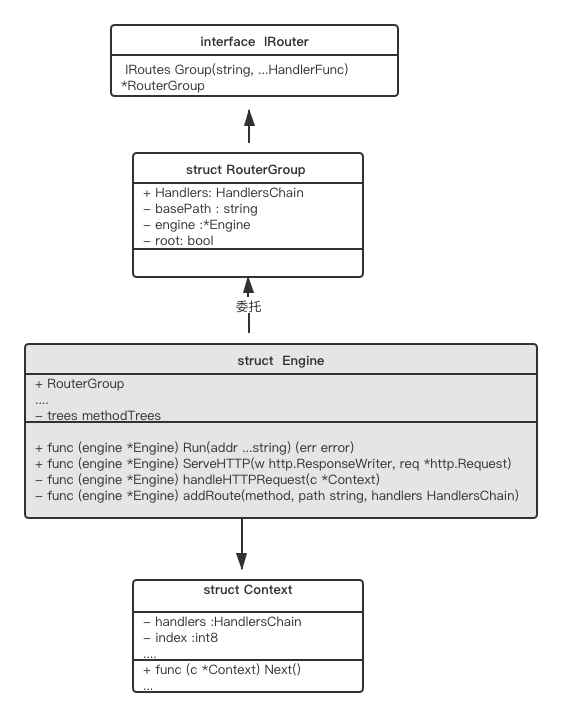 interface  IRouter
IRoutes Group(string, ...HandlerFunc)
*RouterGroup
struct RouterGroup
+ Handlers: HandlersChain
- basePath : string
- engine :*Engine
- root: bool
委托
struct  Engine
+ RouterGroup
....
- trees methodTrees
+ func (engine *Engine) Run(addr ...string) (err error)
+ func (engine *Engine) ServeHTTP(w http.ResponseWriter, req *http.Request)
- func (engine *Engine) handleHTTPRequest(c *Context)
- func (engine *Engine) addRoute(method, path string, handlers HandlersChain)
struct Context
- handlers :HandlersChain
- index :int8
....
+ func (c *Context) Next()
...